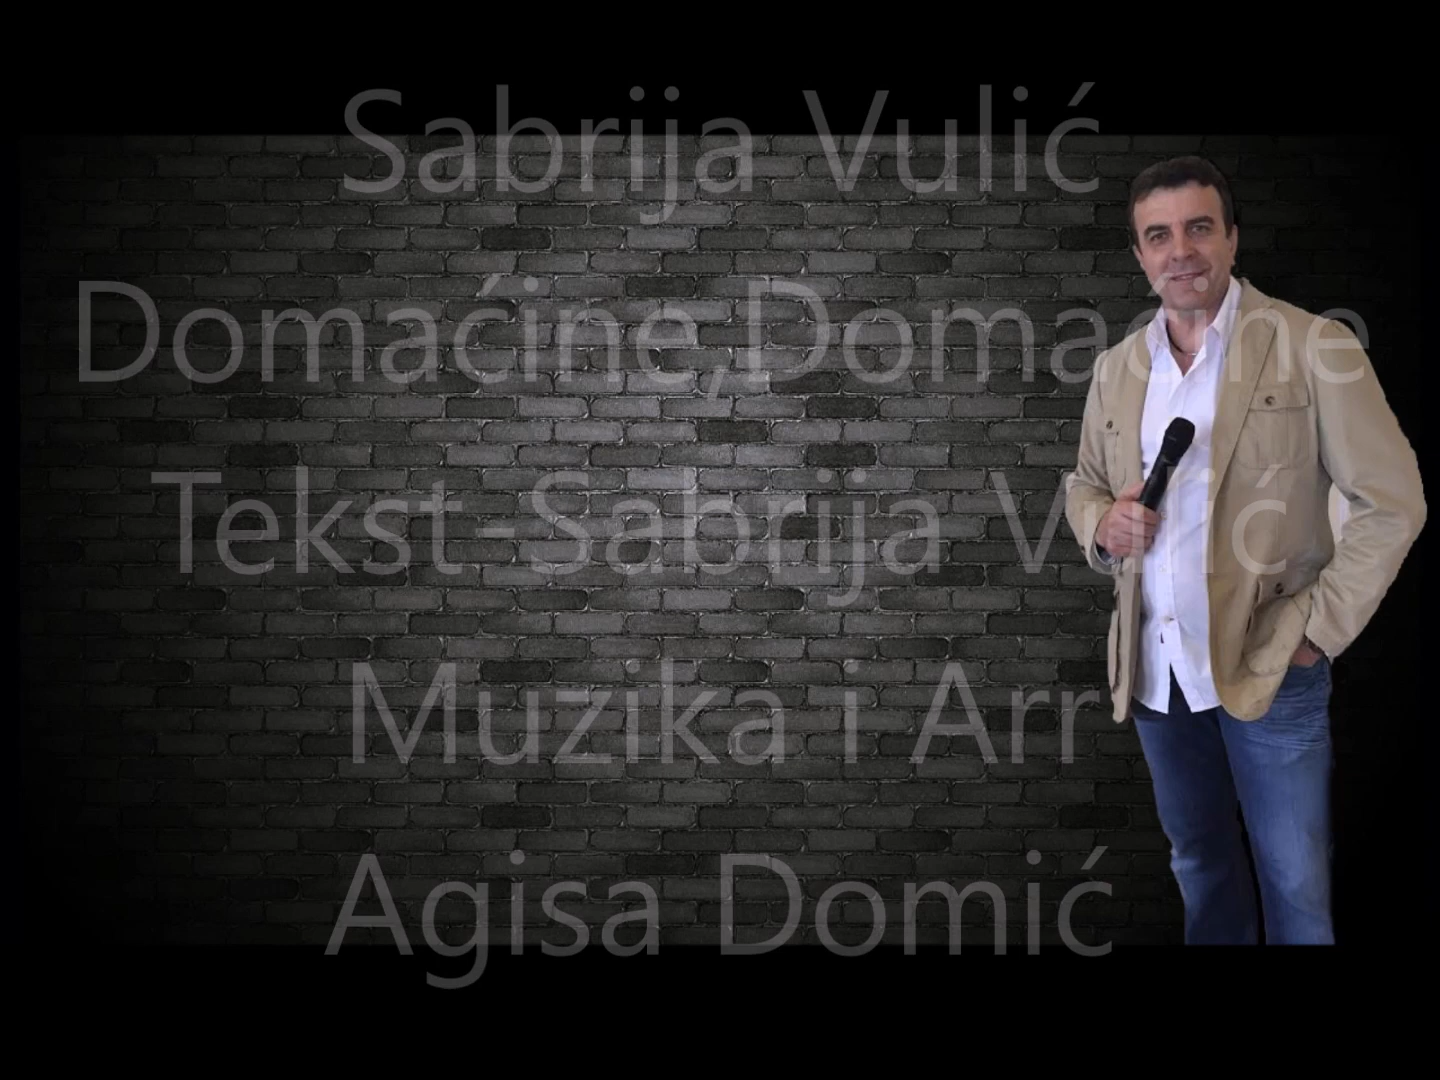 Sabrija Vulić
Domaćine,Domaćine
Tekst-Sabrija Vulić
Muzika i Arr
Agisa Domić